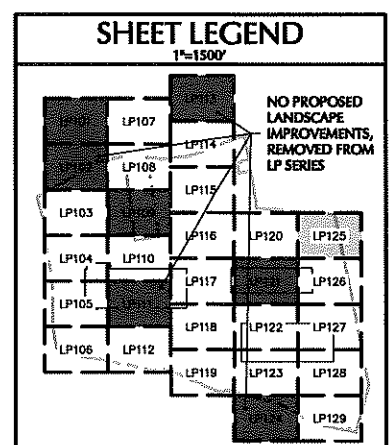 SHEET LEGEND
1"=1500'
NO PROPOSED
LANDSCAPE
IMPROVEMENTS,
REMOVED FROM
LP SERIES
LP107
LP114
LP108
LP115
LP103
LP116
LP120
LP125
LP104
LP110
LP117
LP126
LP105
LP118
LP122
LP127
LP106
LP112
LP119
LP123
LP128
LP129